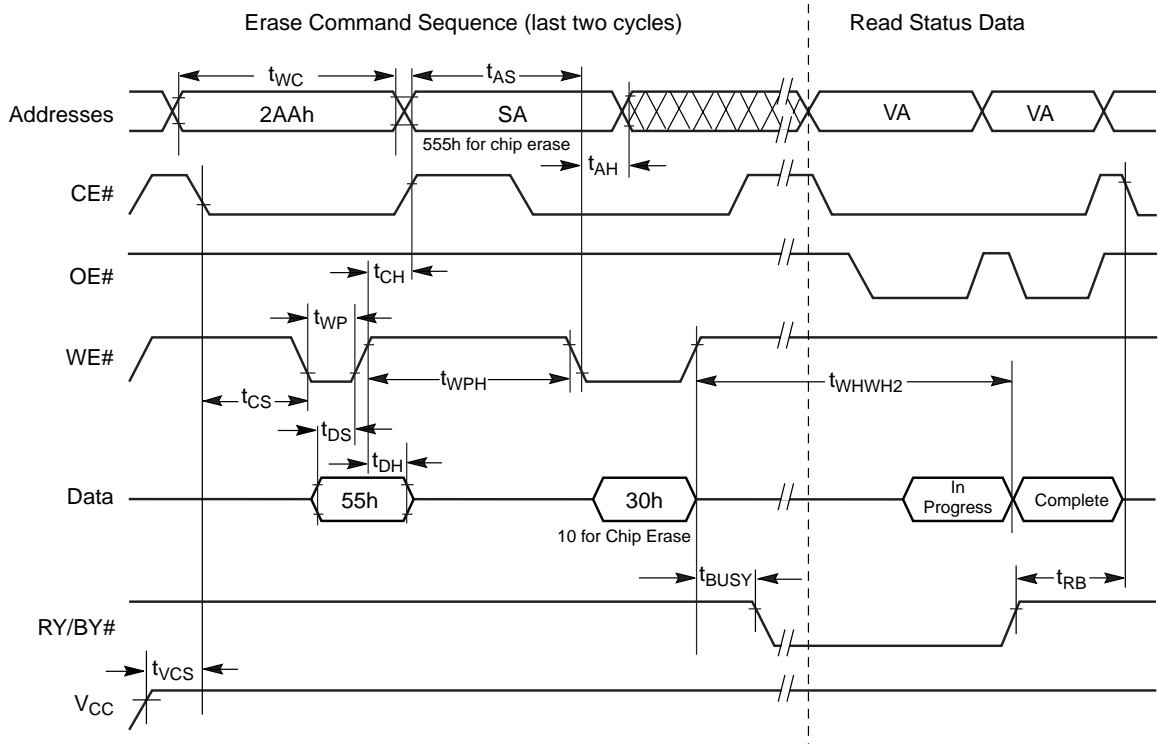 Erase Command Sequence (last two cycles)
Read Status Data
tWC
tAS
Addresses
2AAh
SA
VA
VA
555h for chip erase
tAH
CE#
OE#
tCH
tWP
WE#
tWPH
tWHWH2
tCS
tDS
tDH
Data
55h
30h
In
Progress
Complete
10 for Chip Erase
tBUSY
tRB
RY/BY#
tVCS
VCC